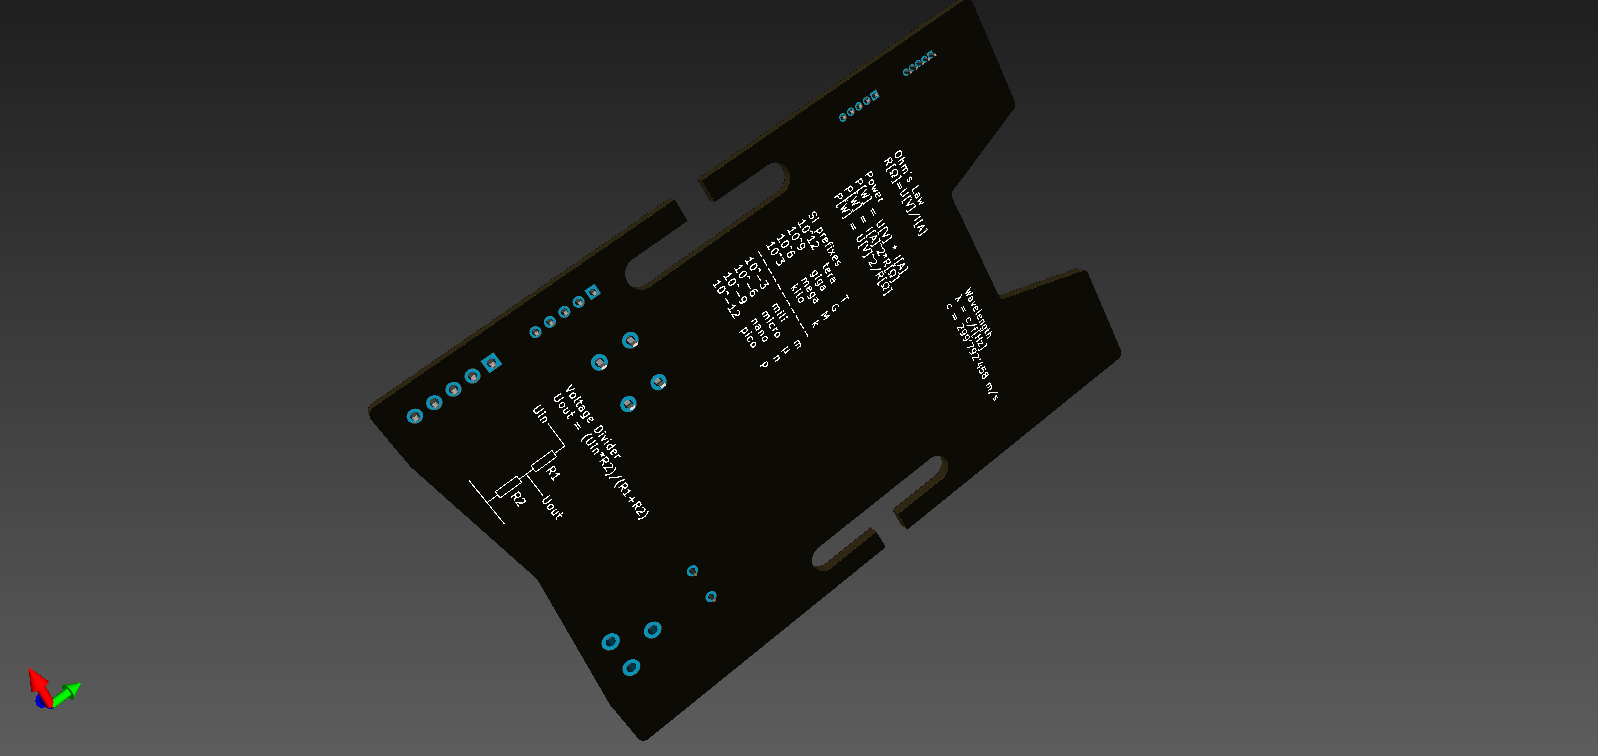 Ohm's Law
R[Ω]=U[V]/I[A]
Power
P[W] = U[V] * I[A]
P[W] = I[A]^2*R[Ω]
P[W] = U[V]^2/R[Ω]
SI prefixes
10^12 tera T
10^9 giga G
10^6 mega M
10^3 kilo k
10^-3 mili m
10^-6 micro μ
10^-9 nano n
10^-12 pico p
Wavelength
λ = c/f[Hz]
c = 299792458 m/s
Voltage Divider
Uout = (Uin*R2)/(R1+R2)
Uin
R1
R2
Uout